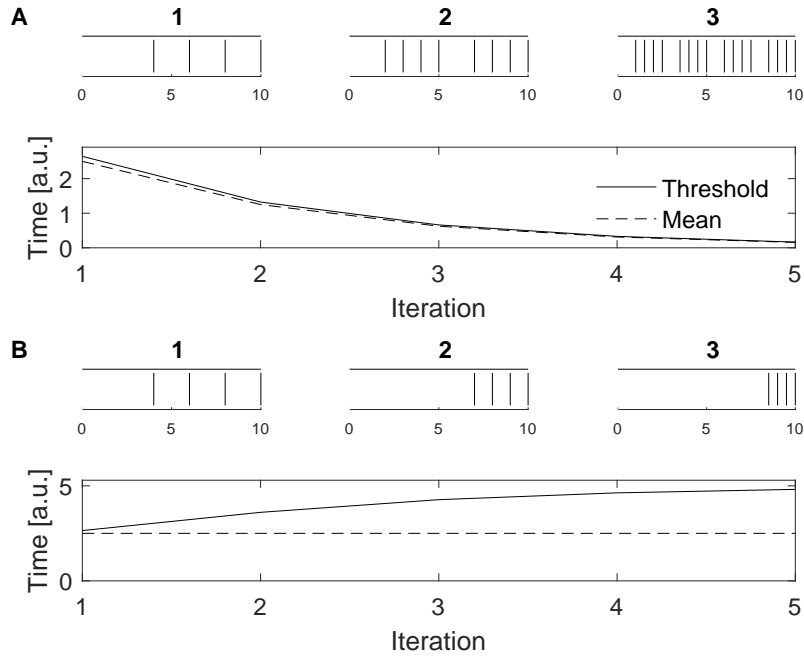 A
1 2 3
0 5 10 0 5 10 0 5 10
Time [a.u.]
2
1
0
Threshold
Mean
1 2 3 4 5
Iteration
B
1 2 3
0 5 10 0 5 10 0 5 10
Time [a.u.]
5
0
1 2 3 4 5
Iteration